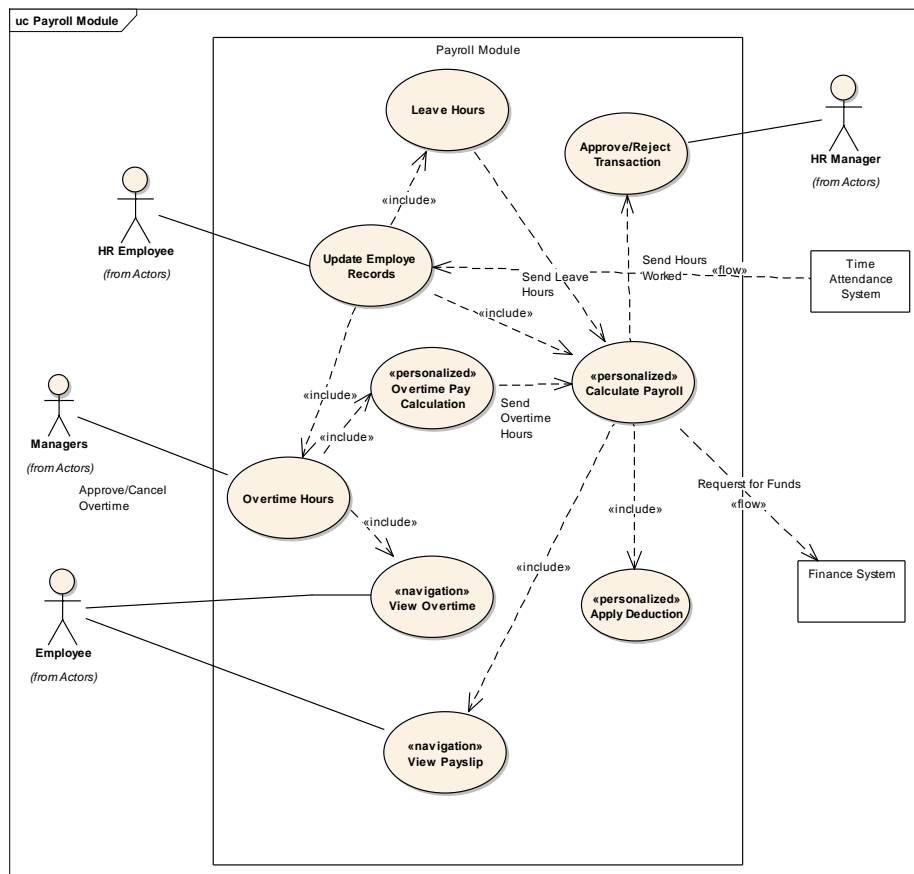 uc Payroll Module
Payroll Module
Leave Hours
Approve/Reject
Transaction
HR Manager
(from Actors)
«include»
HR Employee
(from Actors)
Update Employe
Records
Send Leave
Hours
Send Hours
Worked
«flow»
Time
Attendance
System
«include»
«personalized»
Overtime Pay
Calculation
«personalized»
Calculate Payroll
Send
Overtime
Hours
«include»
«include»
Managers
(from Actors)
Approve/Cancel
Overtime
Overtime Hours
Request for Funds
«flow»
«include»
«include»
«include»
Finance System
«navigation»
View Overtime
«personalized»
Apply Deduction
Employee
(from Actors)
«navigation»
View Payslip